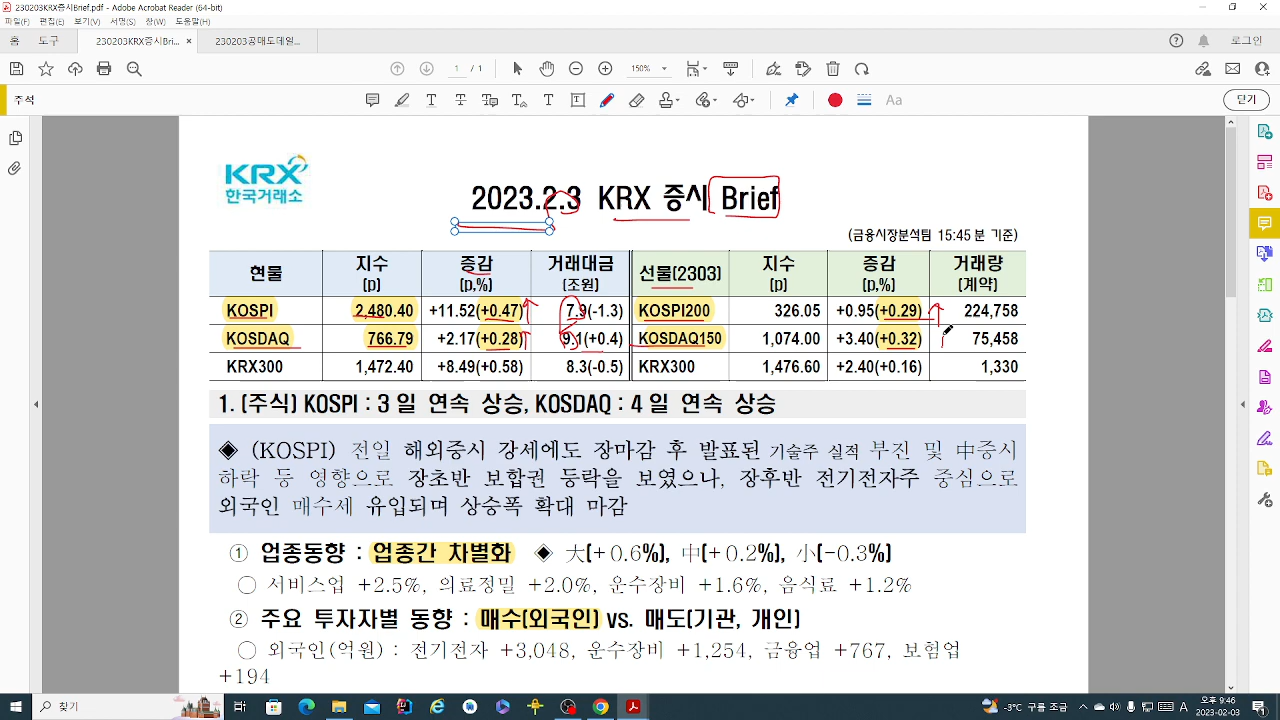 230203KRX증시Brief.pdf - Adobe Acrobat Reader (64-bit)
파일(F) 편집(E) 보기(V) 서명(S) 창(W) 도움말(H)
홈 도구 230203KRX증시Bri... × 230203공매도데일...
로그인
1 / 1 150%
주석 Aa 닫기
KRX
한국거래소
2023.2.3 KRX 증시 Brief
(금융시장분석팀 15:45 분 기준)
현물 지수 (p) 증감 (p,%) 거래대금 (조원) 선물(2303) 지수 (p) 증감 (p,%) 거래량 (계약)
KOSPI 2,480.40 +11.52(+0.47) 7.9(-1.3) KOSPI200 326.05 +0.95(+0.29) 224,758
KOSDAQ 766.79 +2.17(+0.28) 9.1(+0.4) KOSDAQ150 1,074.00 +3.40(+0.32) 75,458
KRX300 1,472.40 +8.49(+0.58) 8.3(-0.5) KRX300 1,476.60 +2.40(+0.16) 1,330
1. (주식) KOSPI : 3 일 연속 상승, KOSDAQ : 4 일 연속 상승
◈ (KOSPI) 전일 해외증시 강세에도 장마감 후 발표된 기술주 실적 부진 및 中증시
하락 등 영향으로 장초반 보합권 등락을 보였으나, 장후반 전기전자주 중심으로
외국인 매수세 유입되며 상승폭 확대 마감
① 업종동향 : 업종간 차별화 ◈ 大(+0.6%), 中(+0.2%), 小(-0.3%)
○ 서비스업 +2.5%, 의료정밀 +2.0%, 운수장비 +1.6%, 음식료 +1.2%
② 주요 투자자별 동향 : 매수(외국인) vs. 매도(기관, 개인)
○ 외국인(억원) : 전기전자 +3,048, 운수장비 +1,254, 금융업 +767, 보험업
+194
찾기
-3°C 구름 조금
A 오후 9:46
2023-02-03